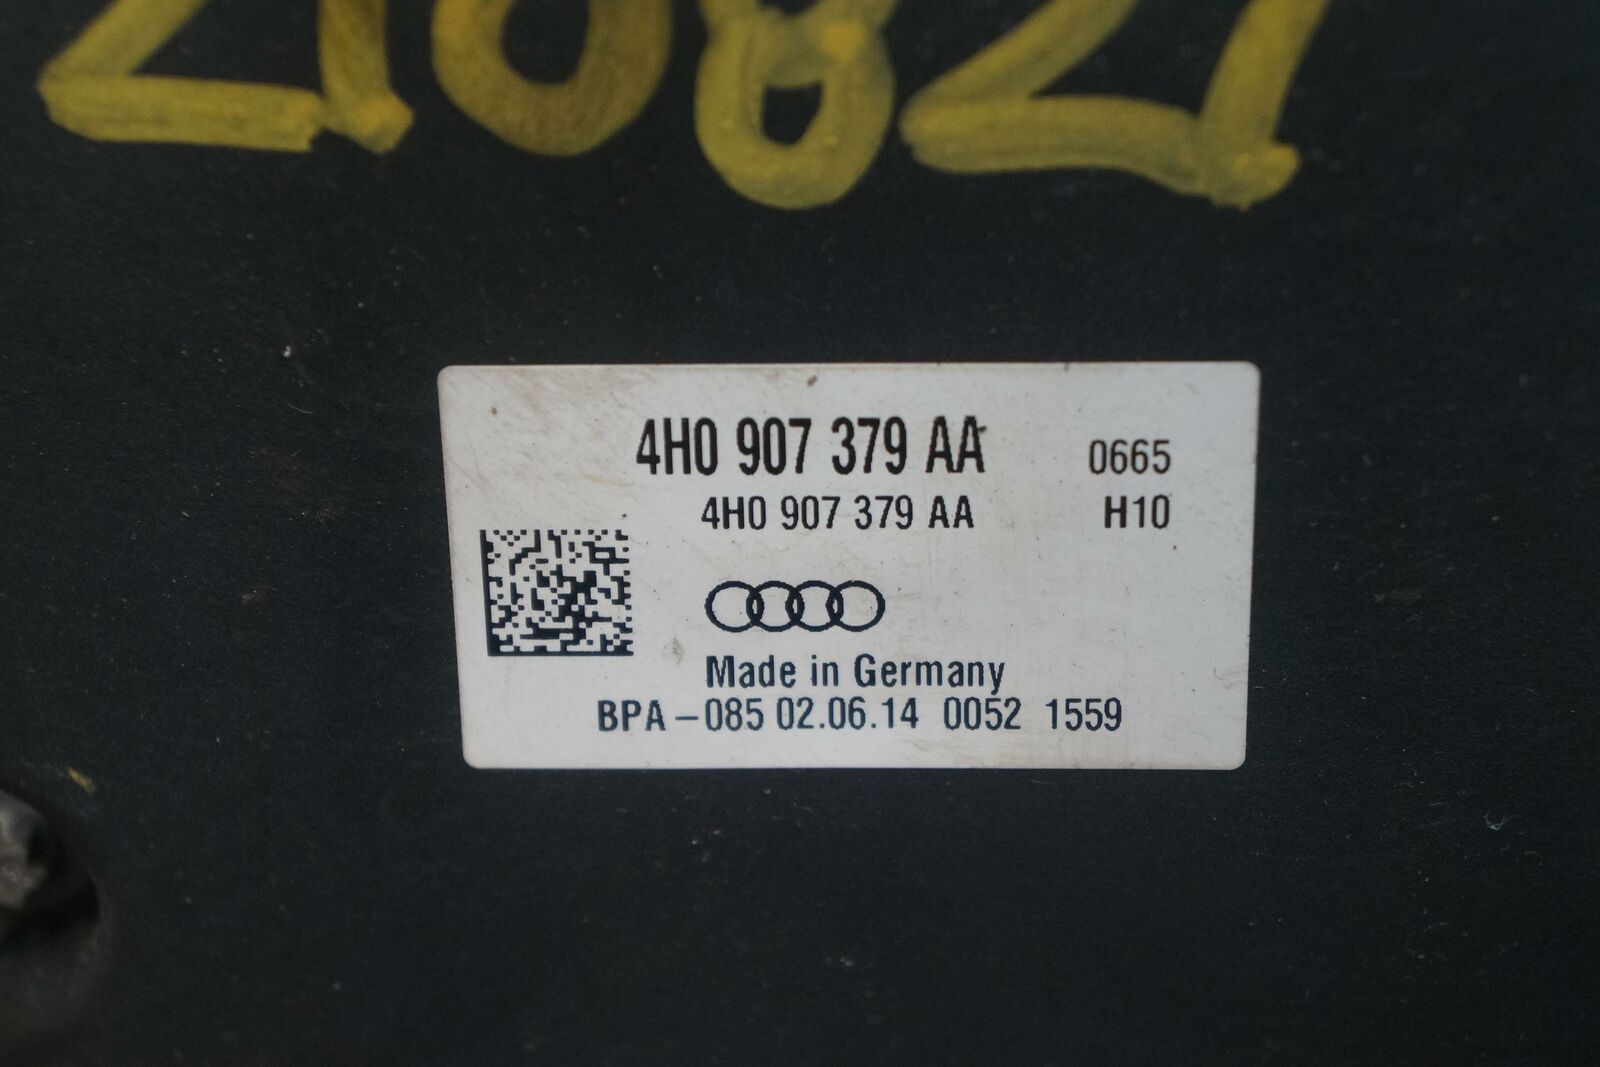 210821
4H0 907 379 AA 0665
4H0 907 379 AA H10
Made in Germany
BPA-085 02.06.14 0052 1559